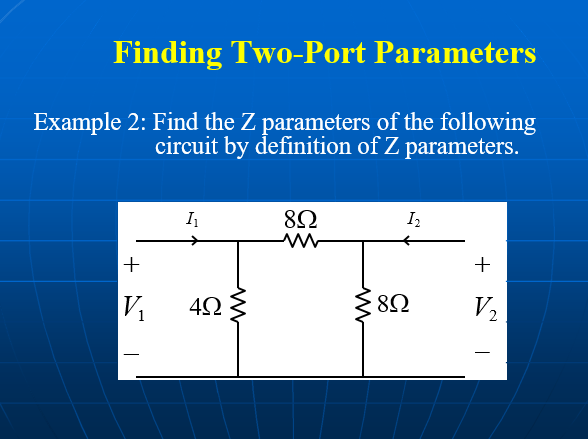 Finding Two-Port Parameters
Example 2: Find the Z parameters of the following
circuit by definition of Z parameters.
I₁ 8Ω I₂
+ +
V₁ 4Ω 8Ω V₂
– –